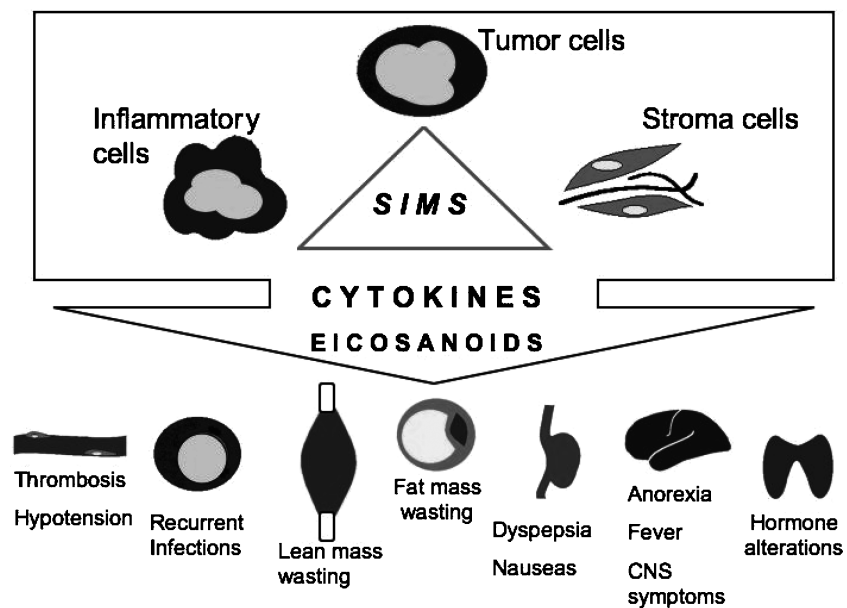 Tumor cells
Inflammatory
cells
Stroma cells
SIMS
CYTOKINES
EICOSANOIDS
Thrombosis
Hypotension
Recurrent
Infections
Lean mass
wasting
Fat mass
wasting
Dyspepsia
Nauseas
Anorexia
Fever
CNS
symptoms
Hormone
alterations